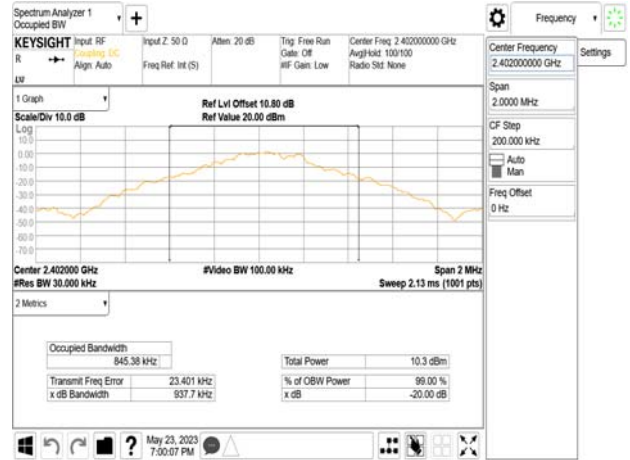 Spectrum Analyzer 1
Occupied BW
+
Frequency
KEYSIGHT
R
LU
Input: RF
Coupling: DC
Align: Auto
Input Z: 50 Ω
Freq Ref: Int (S)
Atten: 20 dB
Trig: Free Run
Gate: Off
#IF Gain: Low
Center Freq: 2.402000000 GHz
Avg|Hold: 100/100
Radio Std: None
Center Frequency
2.402000000 GHz
Settings
Span
2.0000 MHz
CF Step
200.000 kHz
Auto
Man
Freq Offset
0 Hz
1 Graph
Scale/Div 10.0 dB
Ref Lvl Offset 10.80 dB
Ref Value 20.00 dBm
Log
10.0
0.00
-10.0
-20.0
-30.0
-40.0
-50.0
-60.0
-70.0
Center 2.402000 GHz
#Res BW 30.000 kHz
#Video BW 100.00 kHz
Span 2 MHz
Sweep 2.13 ms (1001 pts)
2 Metrics
Occupied Bandwidth
845.38 kHz
Total Power 10.3 dBm
Transmit Freq Error 23.401 kHz
% of OBW Power 99.00 %
x dB Bandwidth 937.7 kHz
x dB -20.00 dB
?
May 23, 2023
7:00:07 PM